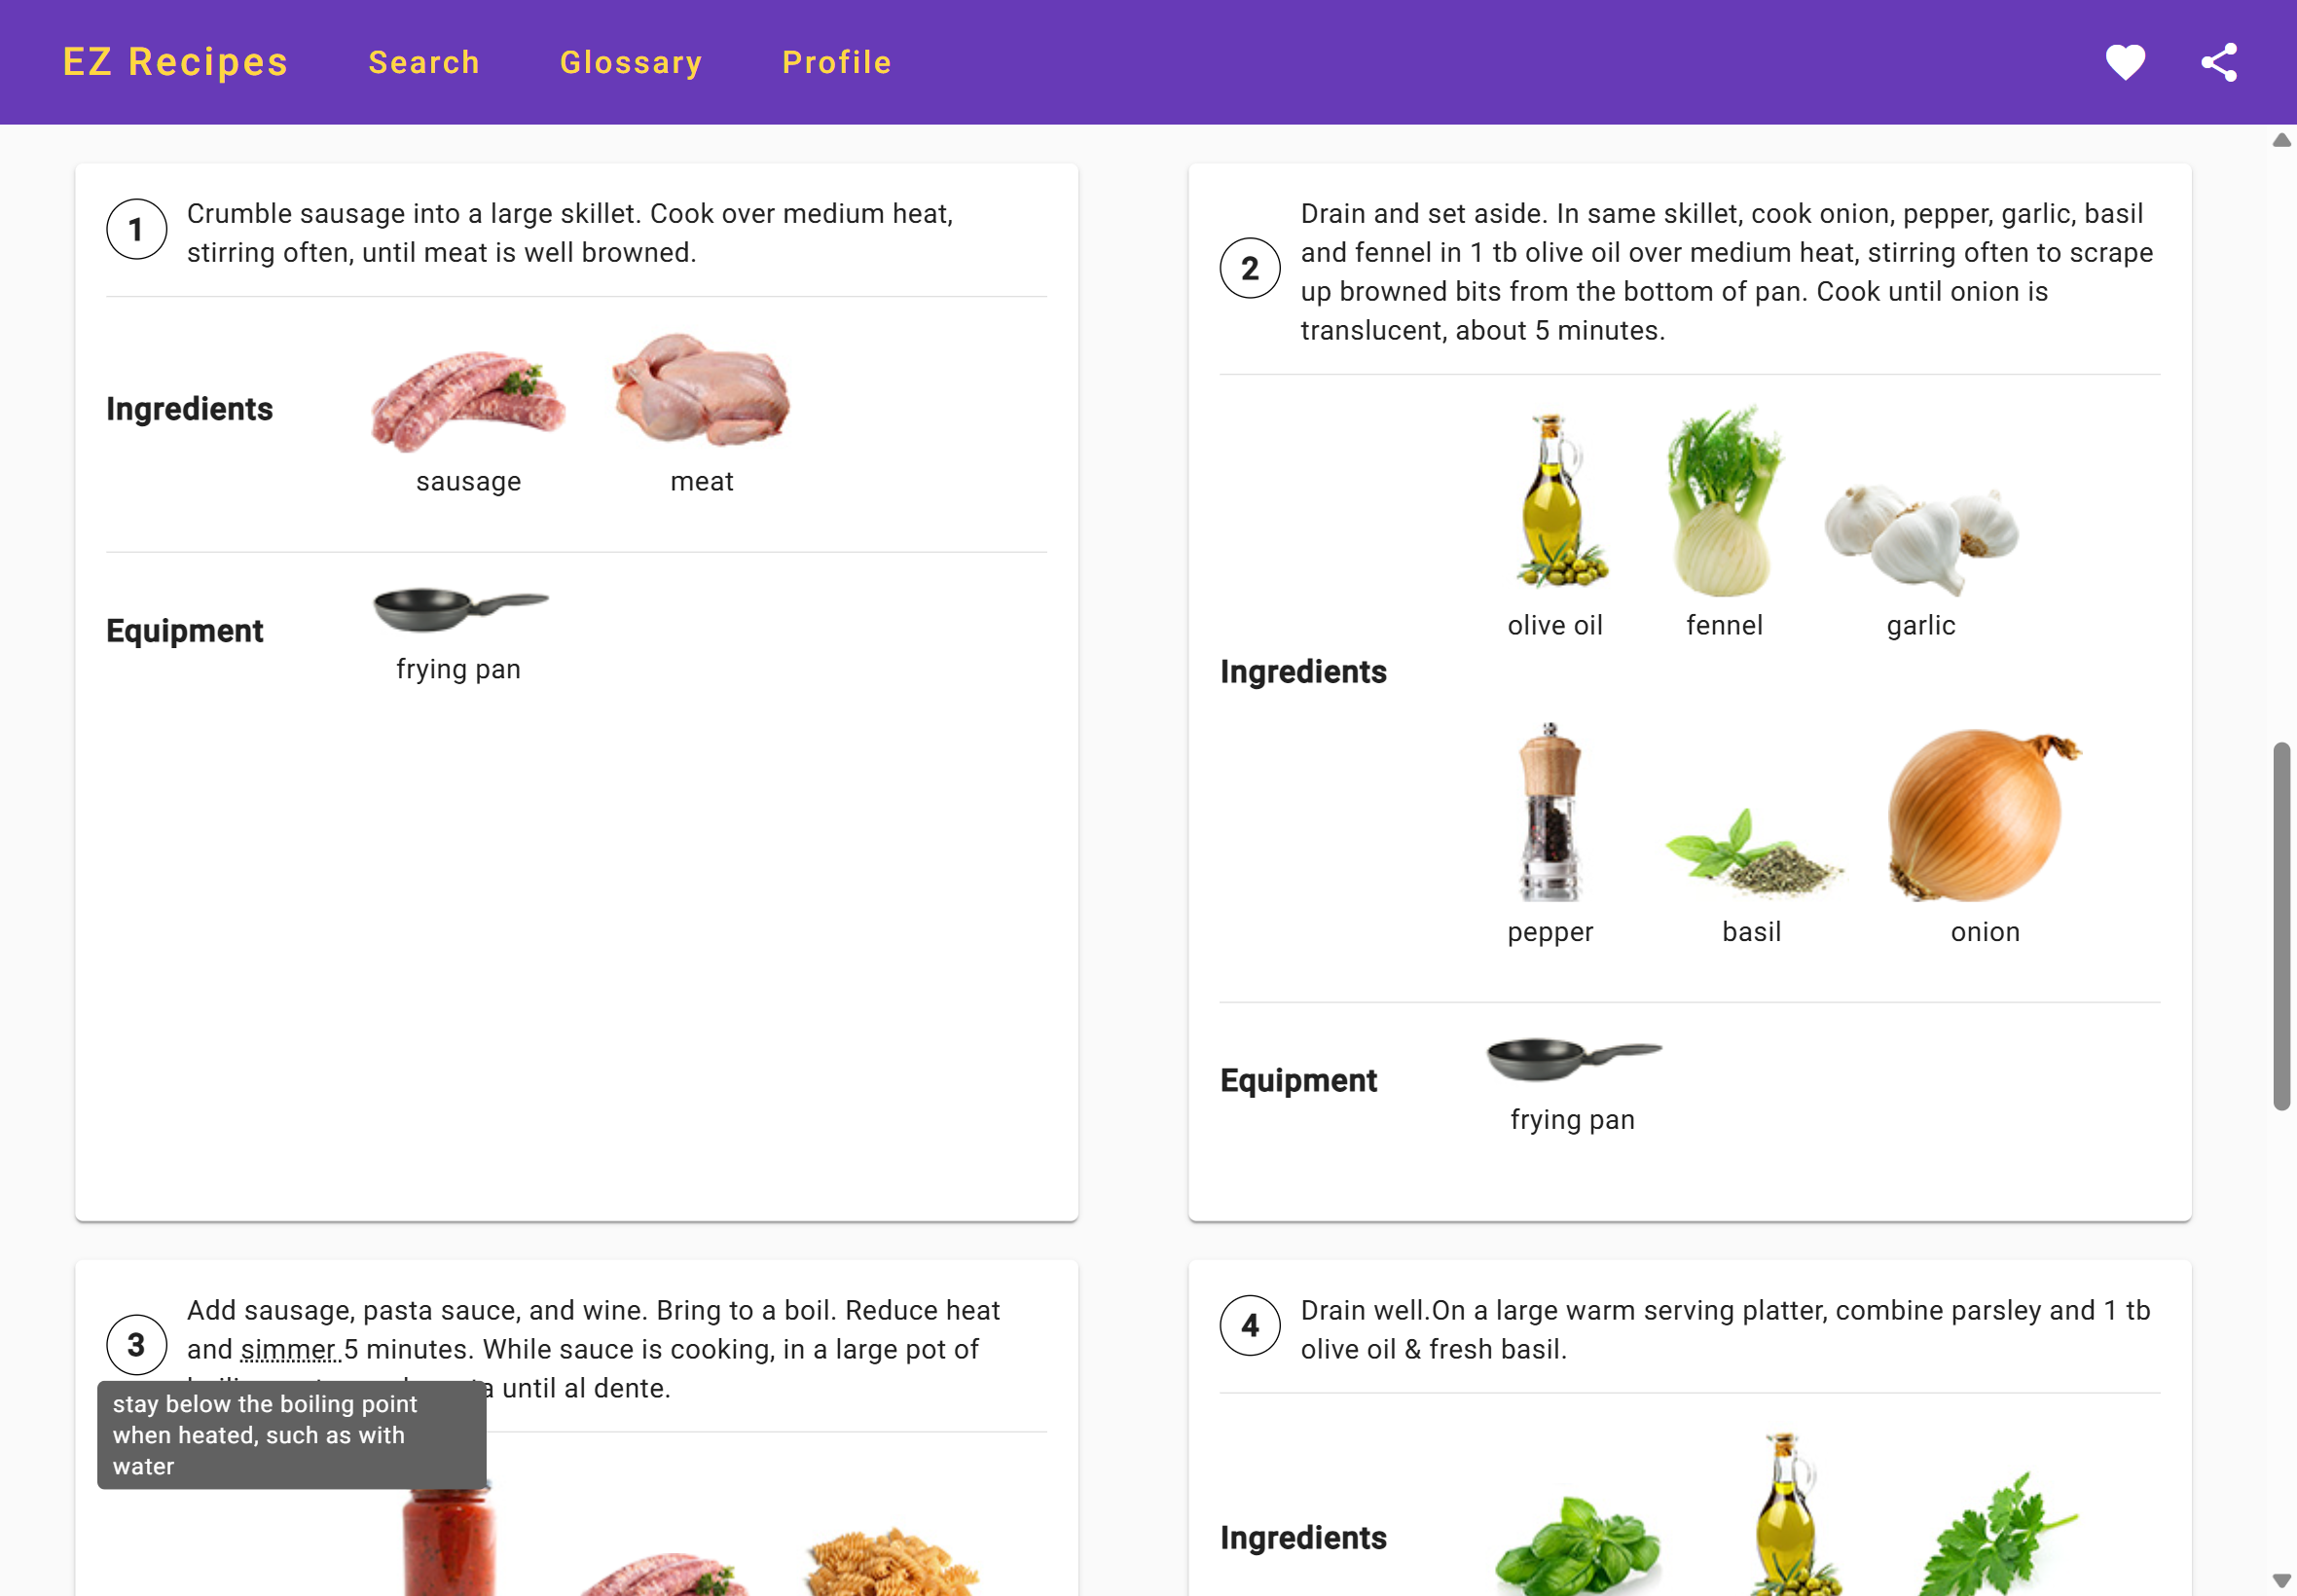 EZ Recipes
Search
Glossary
Profile
1
Crumble sausage into a large skillet. Cook over medium heat,
stirring often, until meat is well browned.
Ingredients
sausage
meat
Equipment
frying pan
2
Drain and set aside. In same skillet, cook onion, pepper, garlic, basil
and fennel in 1 tb olive oil over medium heat, stirring often to scrape
up browned bits from the bottom of pan. Cook until onion is
translucent, about 5 minutes.
olive oil
fennel
garlic
Ingredients
pepper
basil
onion
Equipment
frying pan
3
Add sausage, pasta sauce, and wine. Bring to a boil. Reduce heat
and simmer 5 minutes. While sauce is cooking, in a large pot of
until al dente.
stay below the boiling point
when heated, such as with
water
4
Drain well.On a large warm serving platter, combine parsley and 1 tb
olive oil & fresh basil.
Ingredients